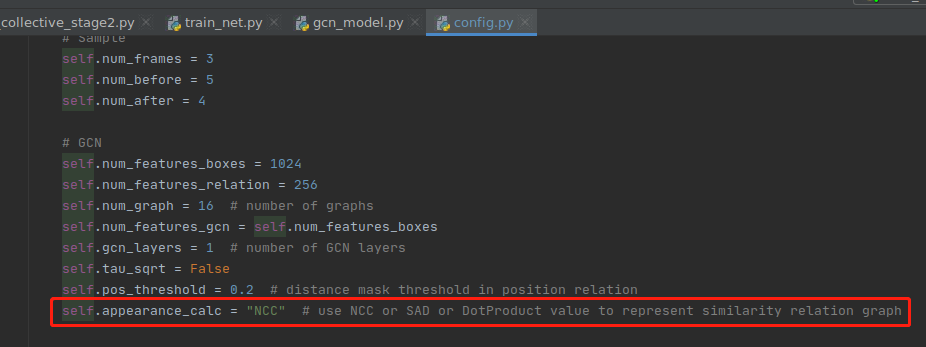 _collective_stage2.py × train_net.py × gcn_model.py × config.py ×
# Sample
self.num_frames = 3
self.num_before = 5
self.num_after = 4
# GCN
self.num_features_boxes = 1024
self.num_features_relation = 256
self.num_graph = 16  # number of graphs
self.num_features_gcn = self.num_features_boxes
self.gcn_layers = 1  # number of GCN layers
self.tau_sqrt = False
self.pos_threshold = 0.2  # distance mask threshold in position relation
self.appearance_calc = "NCC"  # use NCC or SAD or DotProduct value to represent similarity relation graph